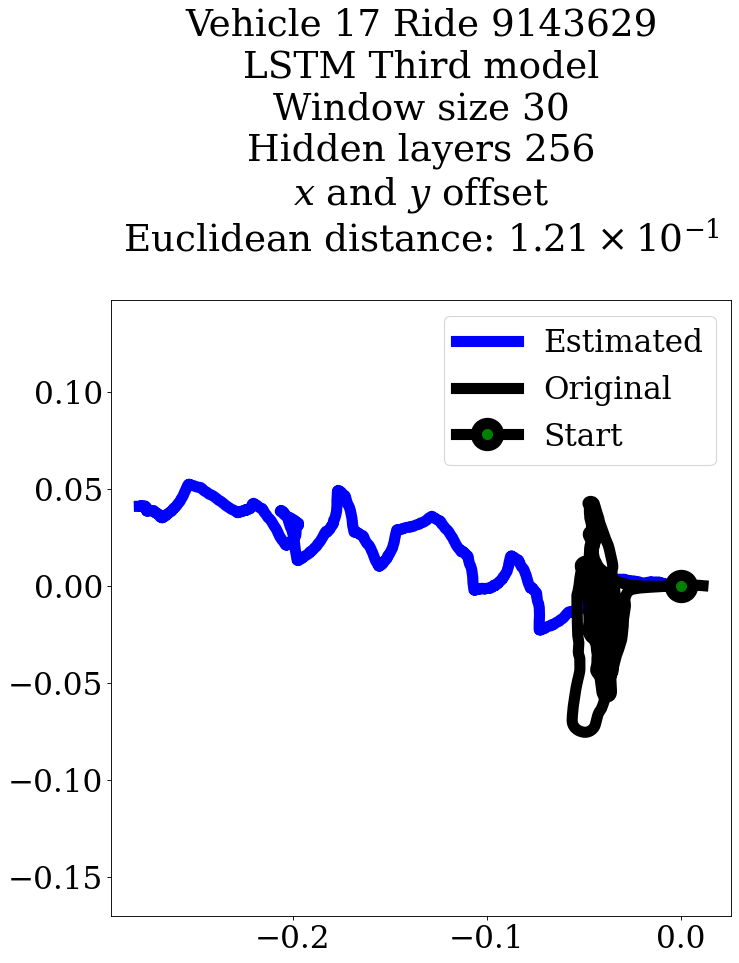 Vehicle 17 Ride 9143629
LSTM Third model
Window size 30
Hidden layers 256
x and y offset
Euclidean distance: 1.21 × 10⁻¹
Estimated
Original
Start
0.10
0.05
0.00
−0.05
−0.10
−0.15
−0.2
−0.1
0.0